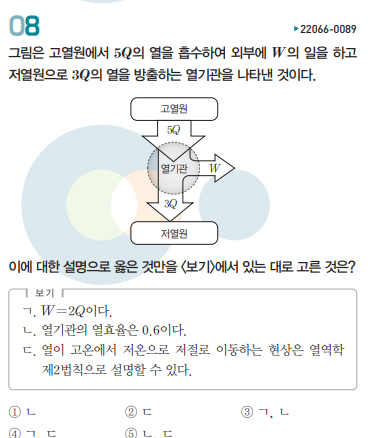 08
▶22066-0089
그림은 고열원에서 5Q의 열을 흡수하여 외부에 W의 일을 하고
저열원으로 3Q의 열을 방출하는 열기관을 나타낸 것이다.
고열원
5Q
열기관
W
3Q
저열원
이에 대한 설명으로 옳은 것만을 〈보기〉에서 있는 대로 고른 것은?
보기
ㄱ. W=2Q이다.
ㄴ. 열기관의 열효율은 0.6이다.
ㄷ. 열이 고온에서 저온으로 저절로 이동하는 현상은 열역학
제2법칙으로 설명할 수 있다.
① ㄴ ② ㄷ ③ ㄱ, ㄴ
④ ㄱ, ㄷ ⑤ ㄴ, ㄷ